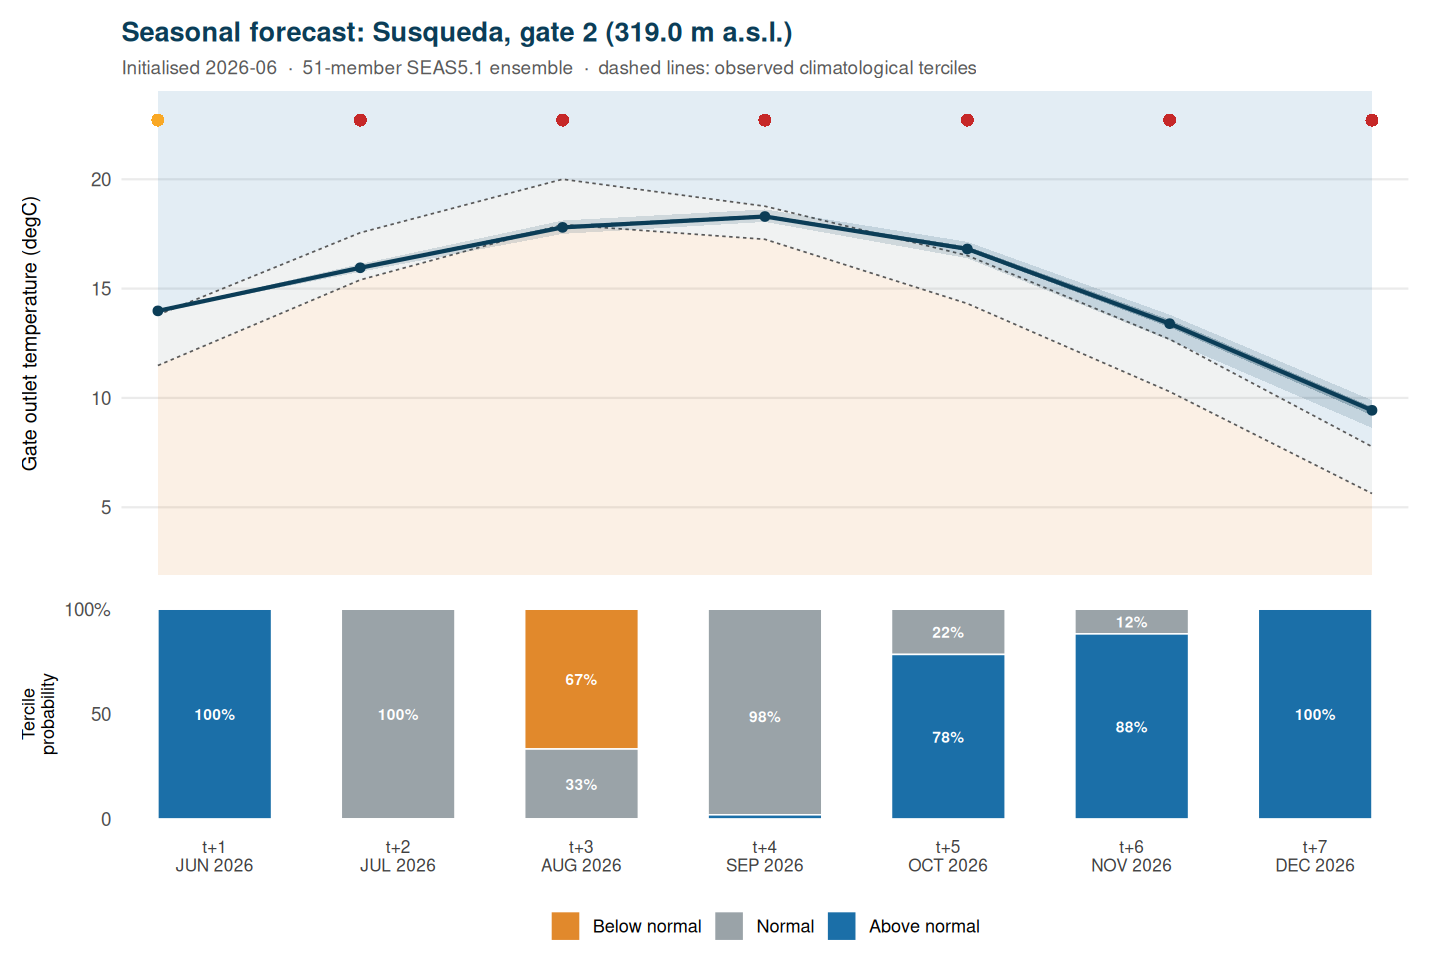 Seasonal forecast: Susqueda, gate 2 (319.0 m a.s.l.)
Initialised 2026-06 · 51-member SEAS5.1 ensemble · dashed lines: observed climatological terciles
Gate outlet temperature (degC)
20
15
10
5
Tercile
probability
100%
50
0
100%
100%
67%
33%
98%
22%
78%
12%
88%
100%
t+1
JUN 2026
t+2
JUL 2026
t+3
AUG 2026
t+4
SEP 2026
t+5
OCT 2026
t+6
NOV 2026
t+7
DEC 2026
Below normal
Normal
Above normal